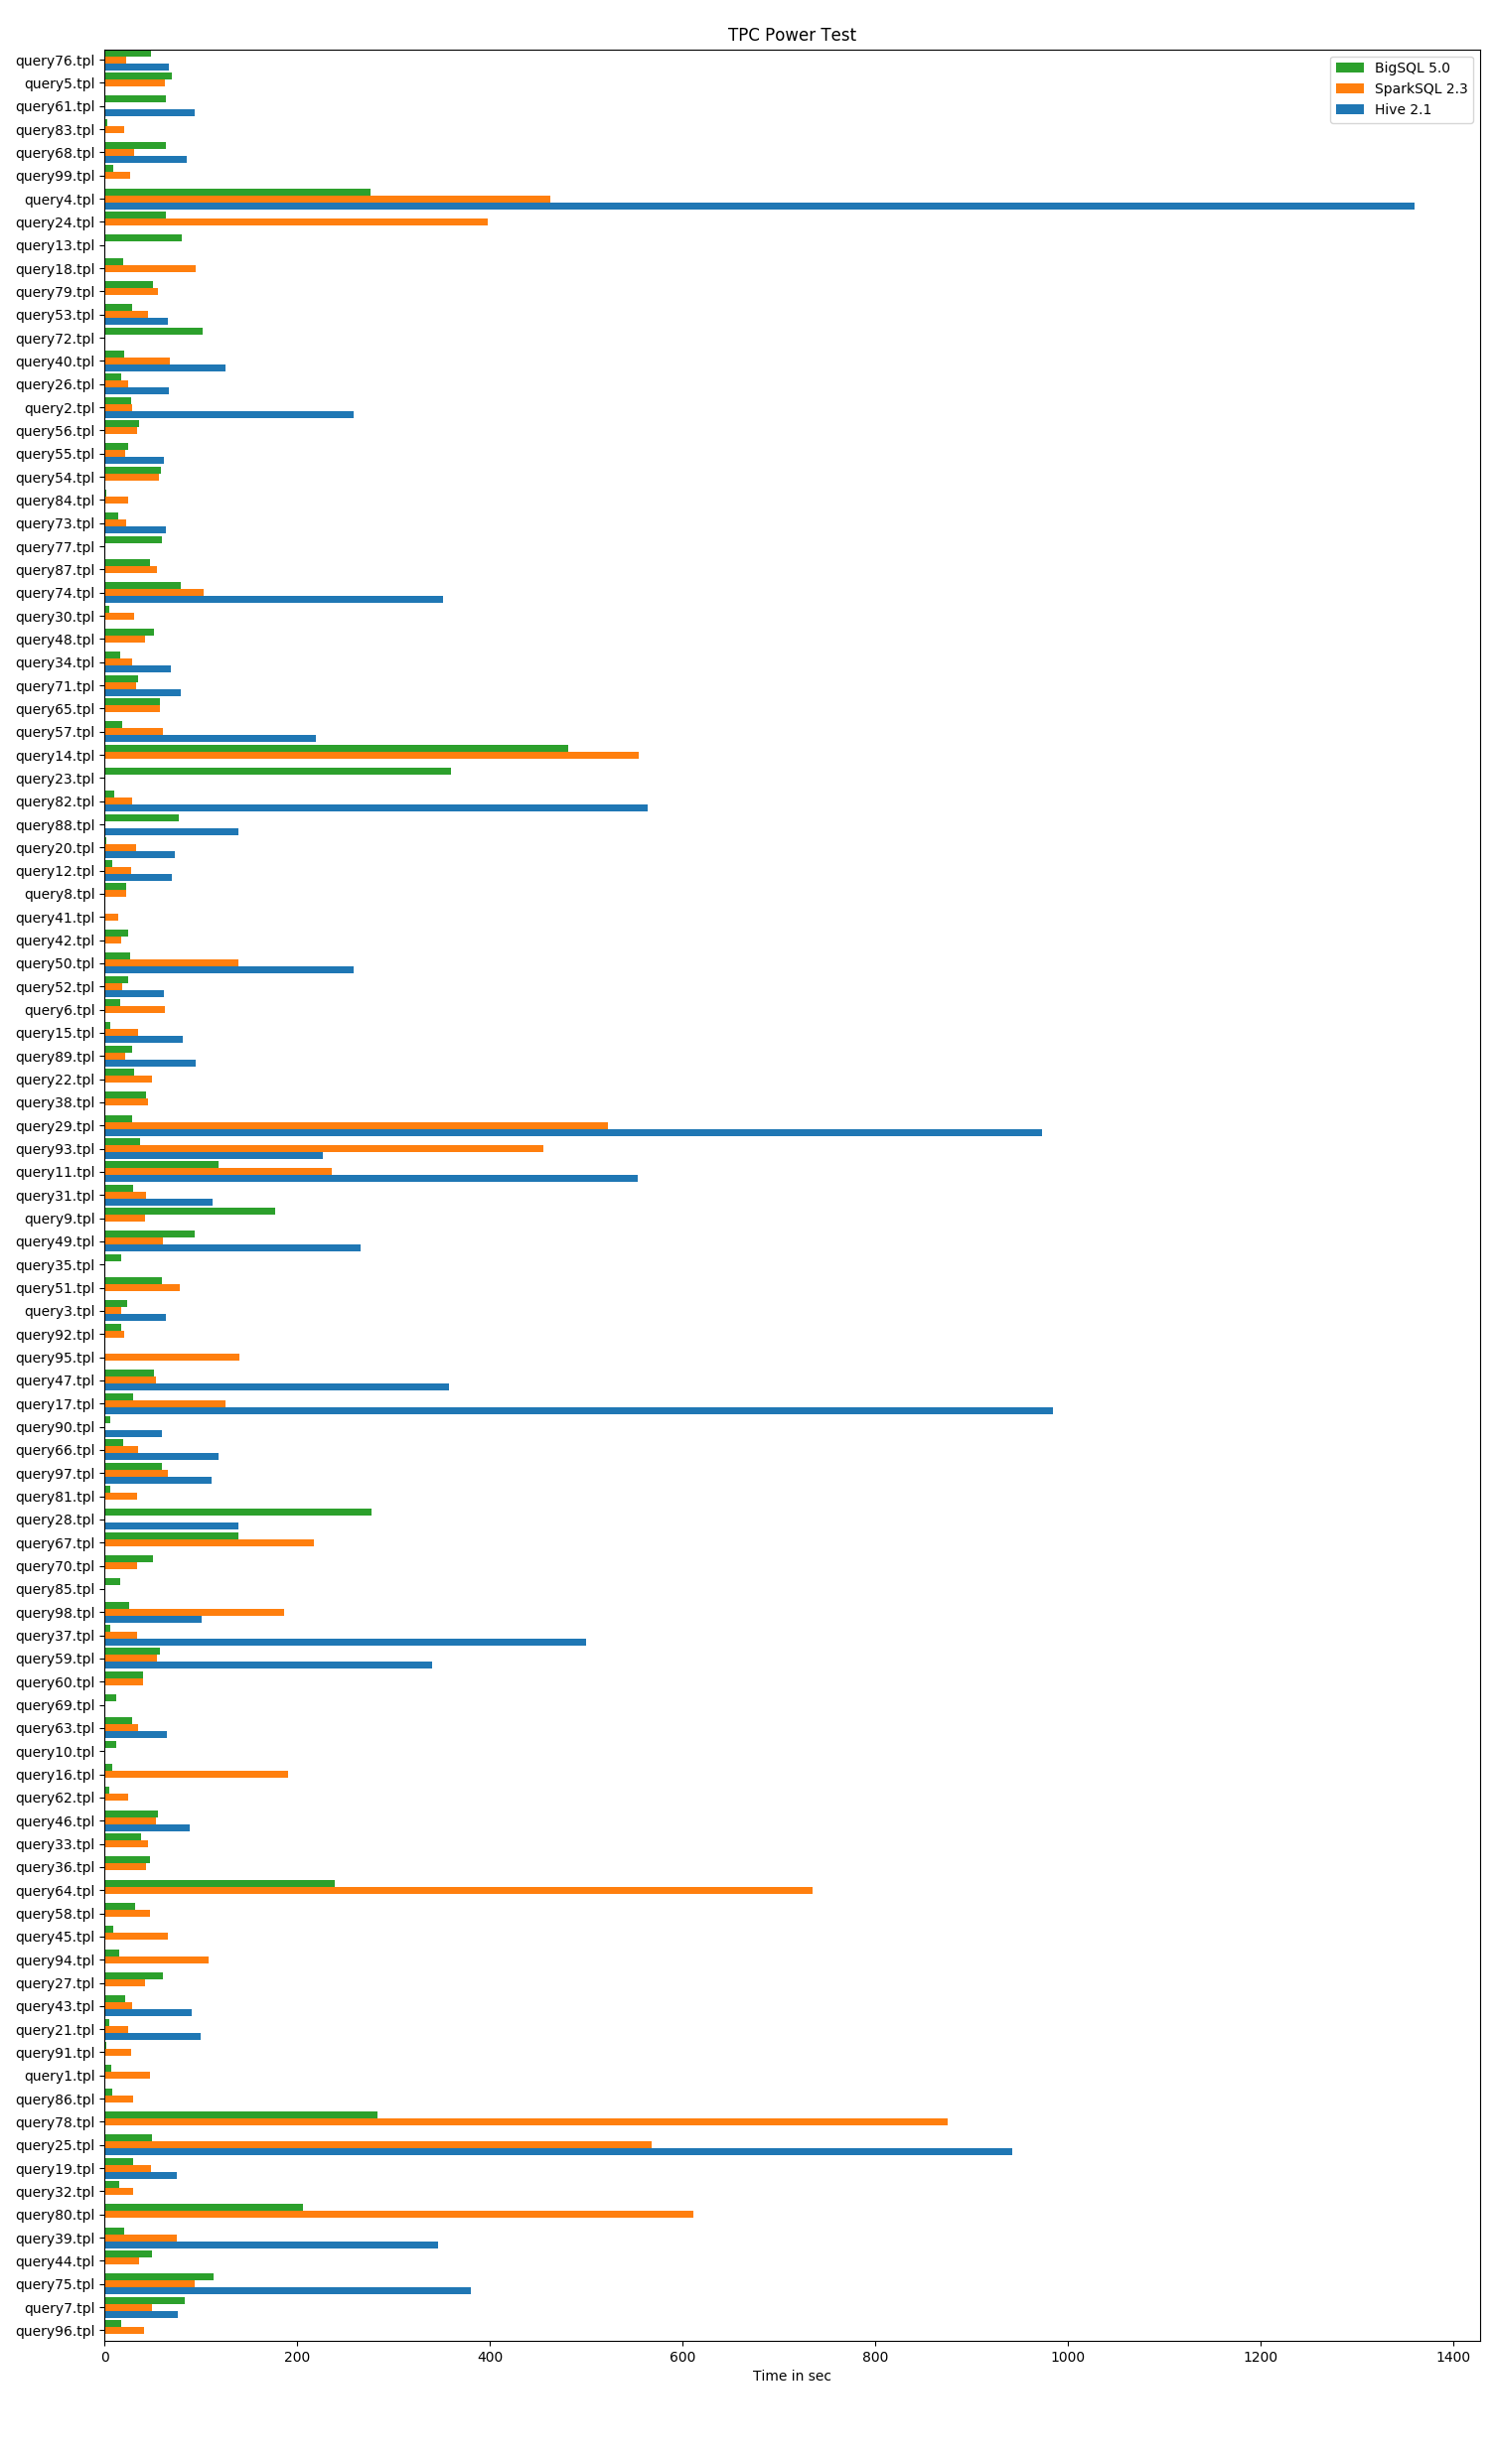 TPC Power Test
BigSQL 5.0
SparkSQL 2.3
Hive 2.1
query76.tpl
query5.tpl
query61.tpl
query83.tpl
query68.tpl
query99.tpl
query4.tpl
query24.tpl
query13.tpl
query18.tpl
query79.tpl
query53.tpl
query72.tpl
query40.tpl
query26.tpl
query2.tpl
query56.tpl
query55.tpl
query54.tpl
query84.tpl
query73.tpl
query77.tpl
query87.tpl
query74.tpl
query30.tpl
query48.tpl
query34.tpl
query71.tpl
query65.tpl
query57.tpl
query14.tpl
query23.tpl
query82.tpl
query88.tpl
query20.tpl
query12.tpl
query8.tpl
query41.tpl
query42.tpl
query50.tpl
query52.tpl
query6.tpl
query15.tpl
query89.tpl
query22.tpl
query38.tpl
query29.tpl
query93.tpl
query11.tpl
query31.tpl
query9.tpl
query49.tpl
query35.tpl
query51.tpl
query3.tpl
query92.tpl
query95.tpl
query47.tpl
query17.tpl
query90.tpl
query66.tpl
query97.tpl
query81.tpl
query28.tpl
query67.tpl
query70.tpl
query85.tpl
query98.tpl
query37.tpl
query59.tpl
query60.tpl
query69.tpl
query63.tpl
query10.tpl
query16.tpl
query62.tpl
query46.tpl
query33.tpl
query36.tpl
query64.tpl
query58.tpl
query45.tpl
query94.tpl
query27.tpl
query43.tpl
query21.tpl
query91.tpl
query1.tpl
query86.tpl
query78.tpl
query25.tpl
query19.tpl
query32.tpl
query80.tpl
query39.tpl
query44.tpl
query75.tpl
query7.tpl
query96.tpl
0 200 400 600 800 1000 1200 1400
Time in sec